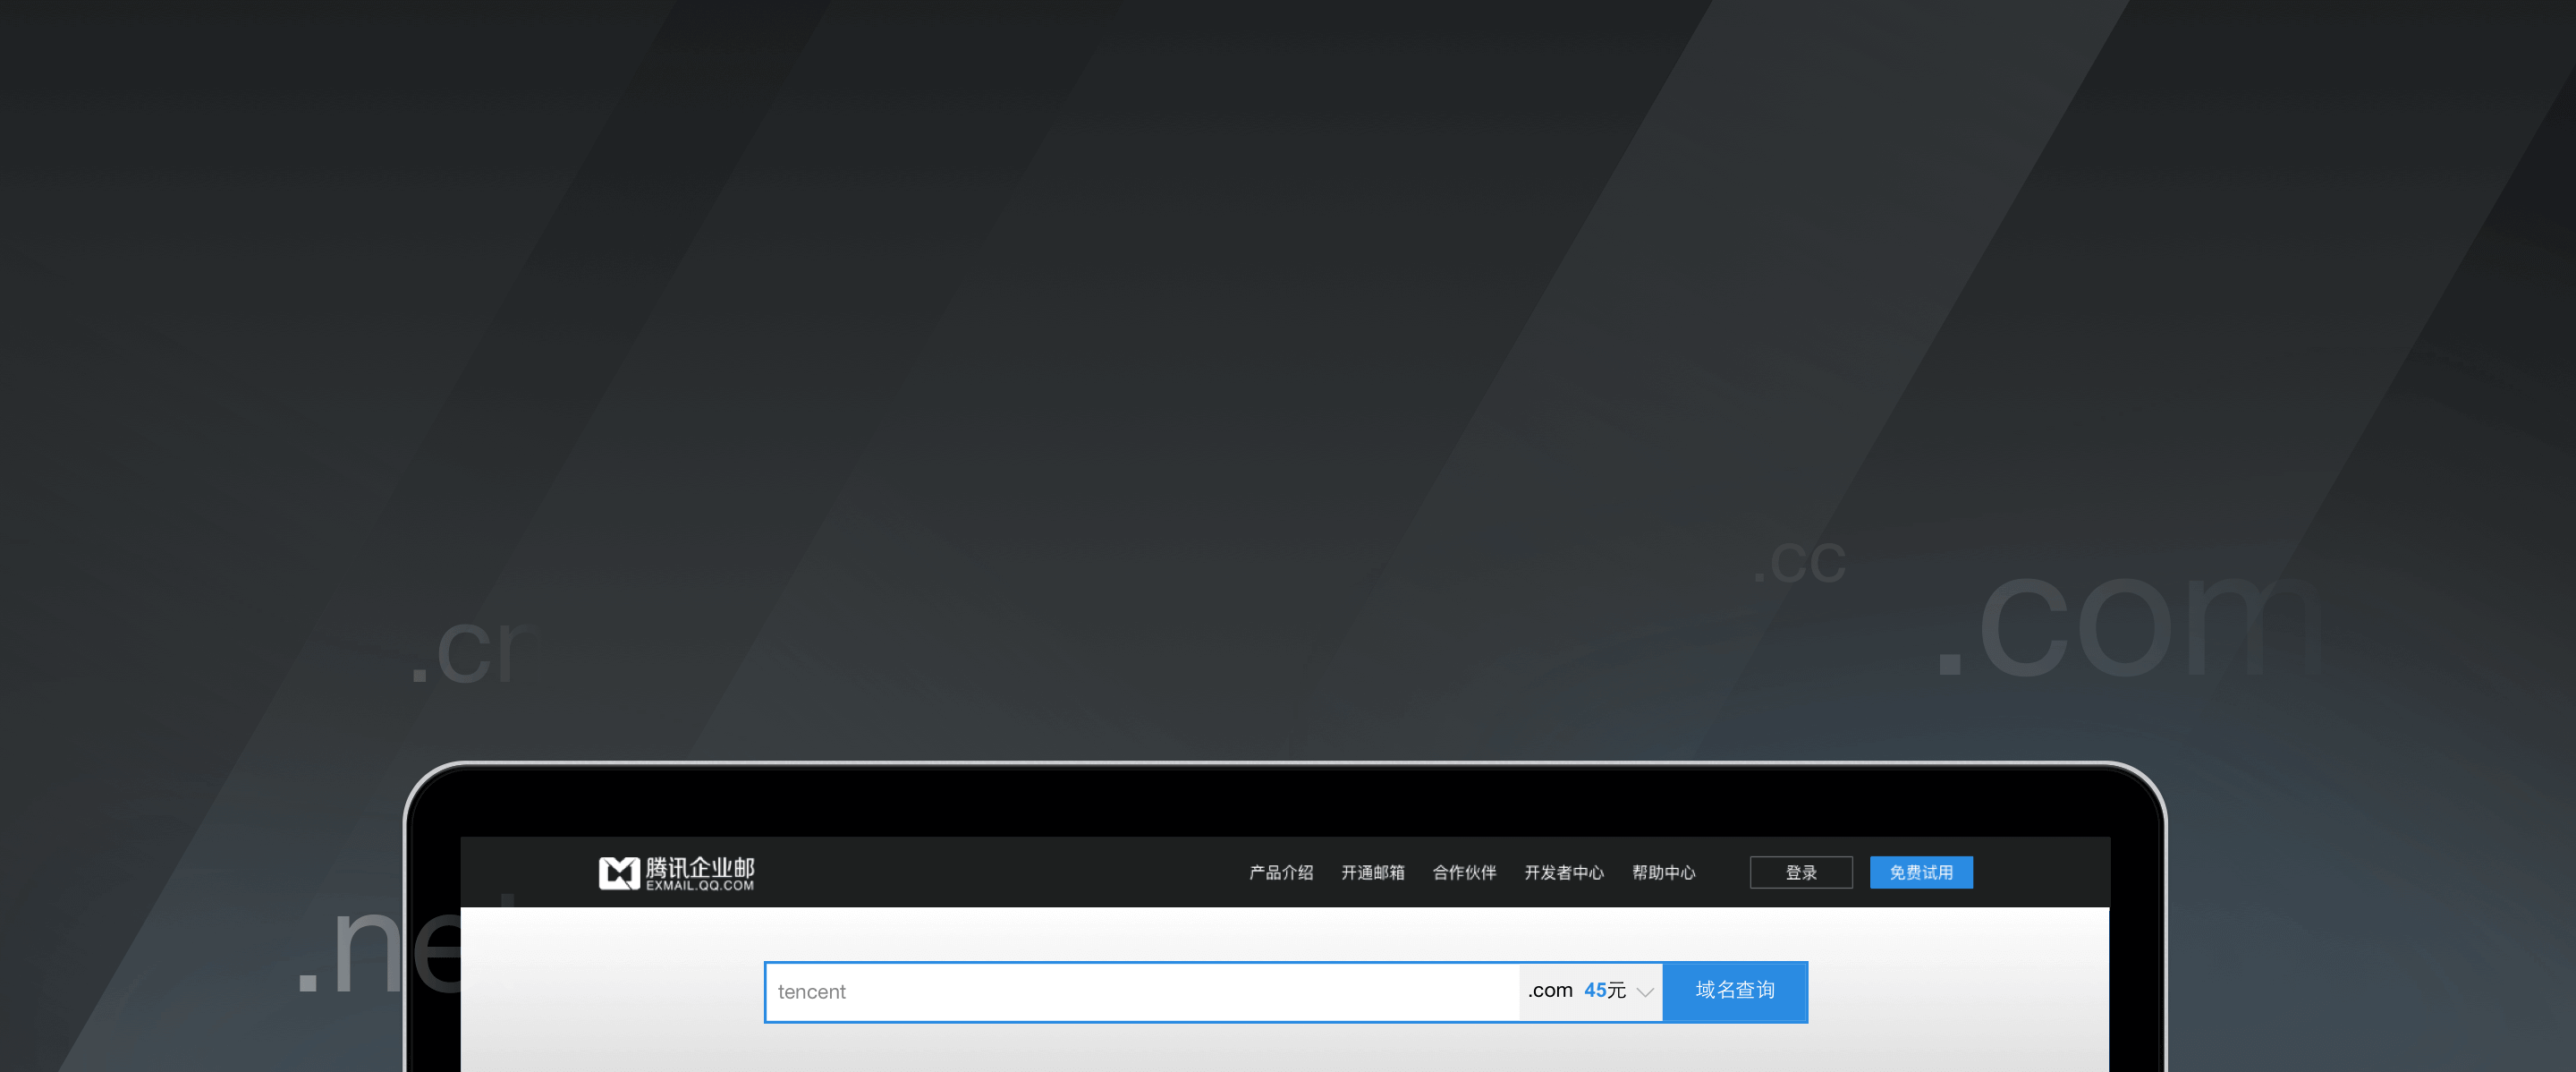 .cc
.com
.cn
腾讯企业邮
EXMAIL.QQ.COM
产品介绍 开通邮箱 合作伙伴 开发者中心 帮助中心 登录 免费试用
.ne
tencent .com 45元 域名查询